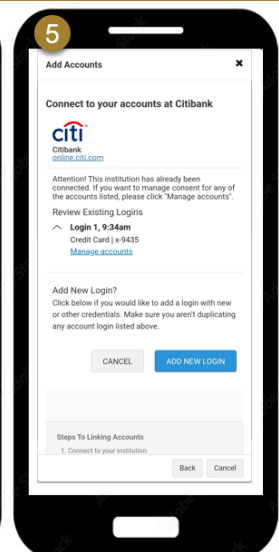 5
Add Accounts ✖
Connect to your accounts at Citibank
citi
Citibank
online.citi.com
Attention! This institution has already been
connected. If you want to manage consent for any of
the accounts listed, please click "Manage accounts".
Review Existing Logins
Login 1, 9:34am
Credit Card | x-9435
Manage accounts
Add New Login?
Click below if you would like to add a login with new
or other credentials. Make sure you aren't duplicating
any account login listed above.
CANCEL ADD NEW LOGIN
Steps To Linking Accounts
1. Connect to your institution
Back Cancel